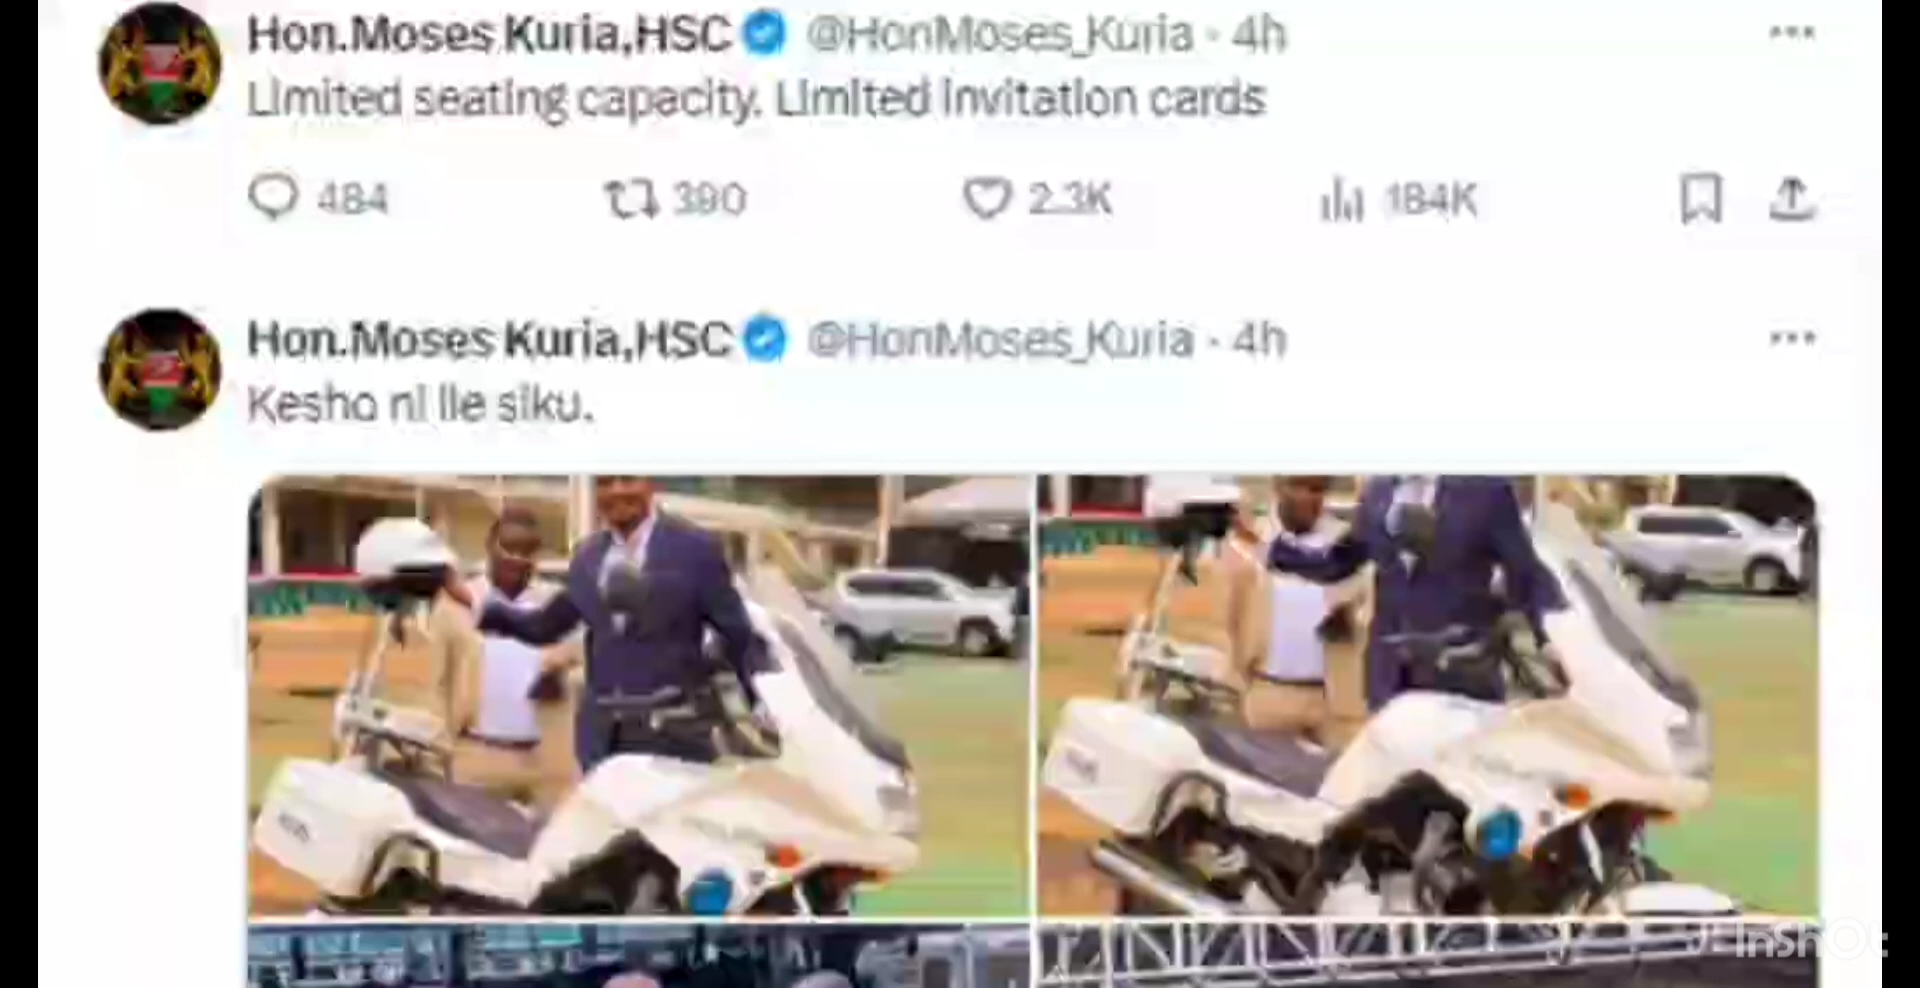 Hon.Moses Kuria,HSC @HonMoses_Kuria · 4h
Limited seating capacity. Limited invitation cards
484 390 2.3K 184K
Hon.Moses Kuria,HSC @HonMoses_Kuria · 4h
Kesho ni ile siku.
InShOt